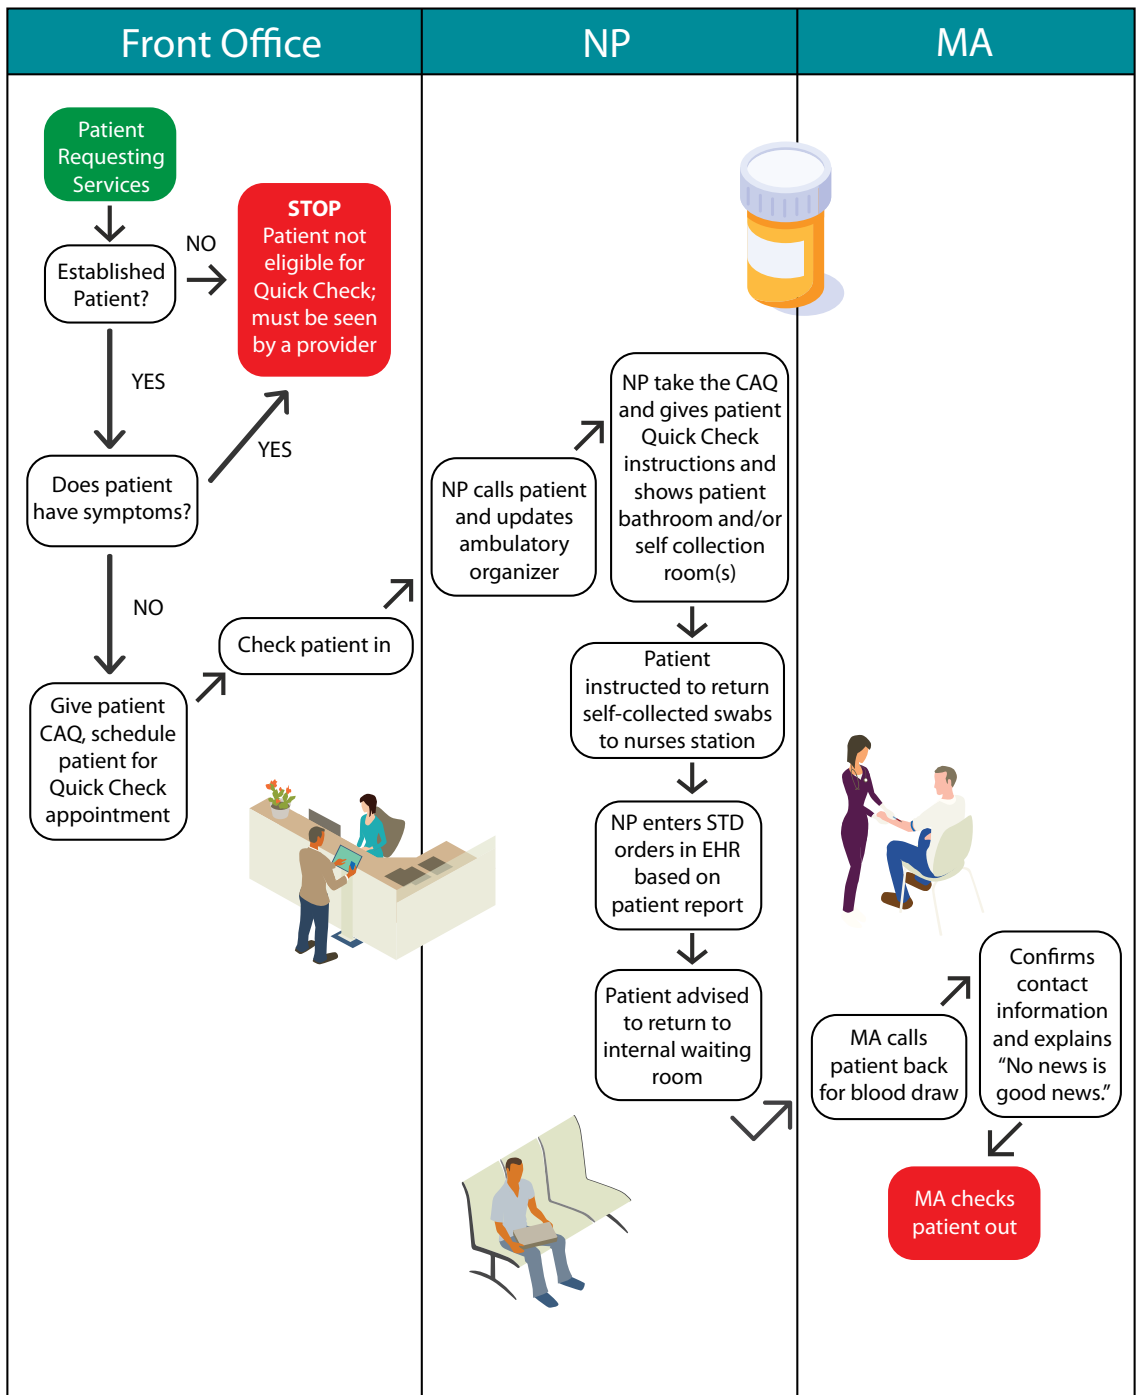 Front Office
NP
MA
Patient
Requesting
Services
NO
STOP
Patient not
eligible for
Quick Check;
must be seen
by a provider
Established
Patient?
YES
YES
Does patient
have symptoms?
NO
Give patient
CAQ, schedule
patient for
Quick Check
appointment
Check patient in
NP calls patient
and updates
ambulatory
organizer
NP take the CAQ
and gives patient
Quick Check
instructions and
shows patient
bathroom and/or
self collection
room(s)
Patient
instructed to return
self-collected swabs
to nurses station
NP enters STD
orders in EHR
based on
patient report
Patient advised
to return to
internal waiting
room
MA calls
patient back
for blood draw
Confirms
contact
information
and explains
“No news is
good news.”
MA checks
patient out